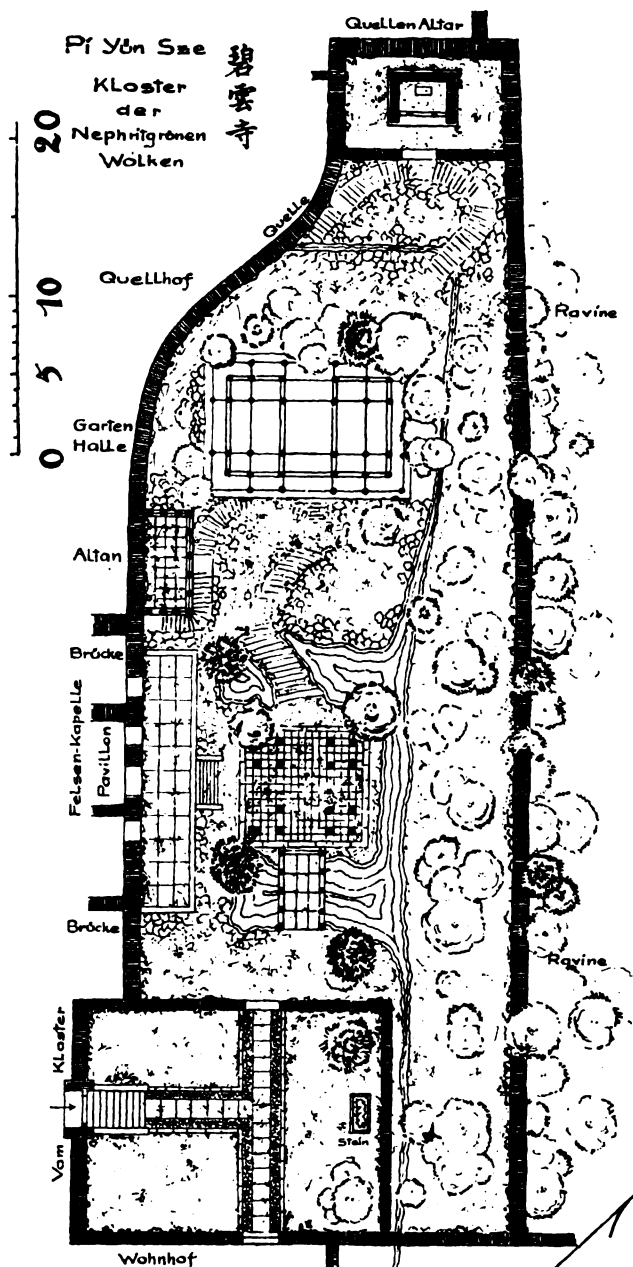 Quellen Altar
Pi Yün Sze
碧雲寺
Kloster
der
Nephritgrünen
Wolken
20
10
5
0
Quelle
Quellhof
Ravine
Garten
Halle
Altan
Brücke
Felsen-Kapelle
Pavillon
Brücke
Ravine
Vom Kloster
Stein
Wohnhof